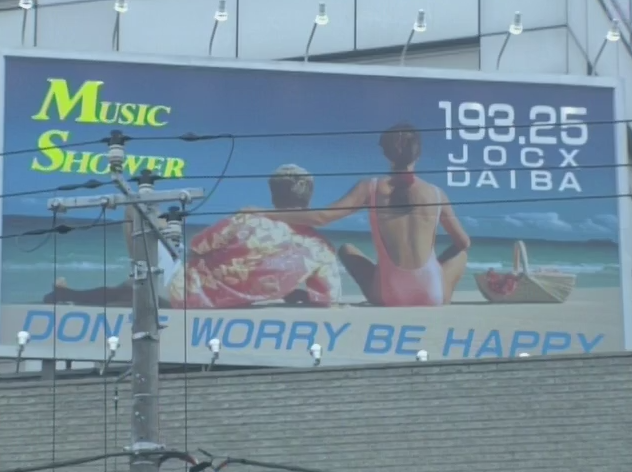 MUSIC
SHOWER
193.25
JOCX
DAIBA
DON'T WORRY BE HAPPY